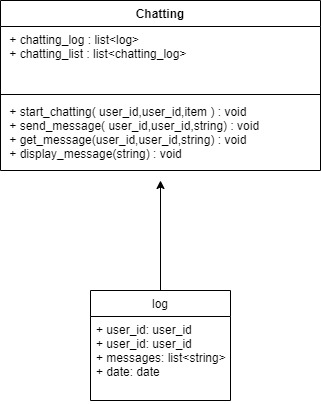 Chatting
+ chatting_log : list<log>
+ chatting_list : list<chatting_log>
+ start_chatting( user_id,user_id,item ) : void
+ send_message( user_id,user_id,string) : void
+ get_message(user_id,user_id,string) : void
+ display_message(string) : void
log
+ user_id: user_id
+ user_id: user_id
+ messages: list<string>
+ date: date